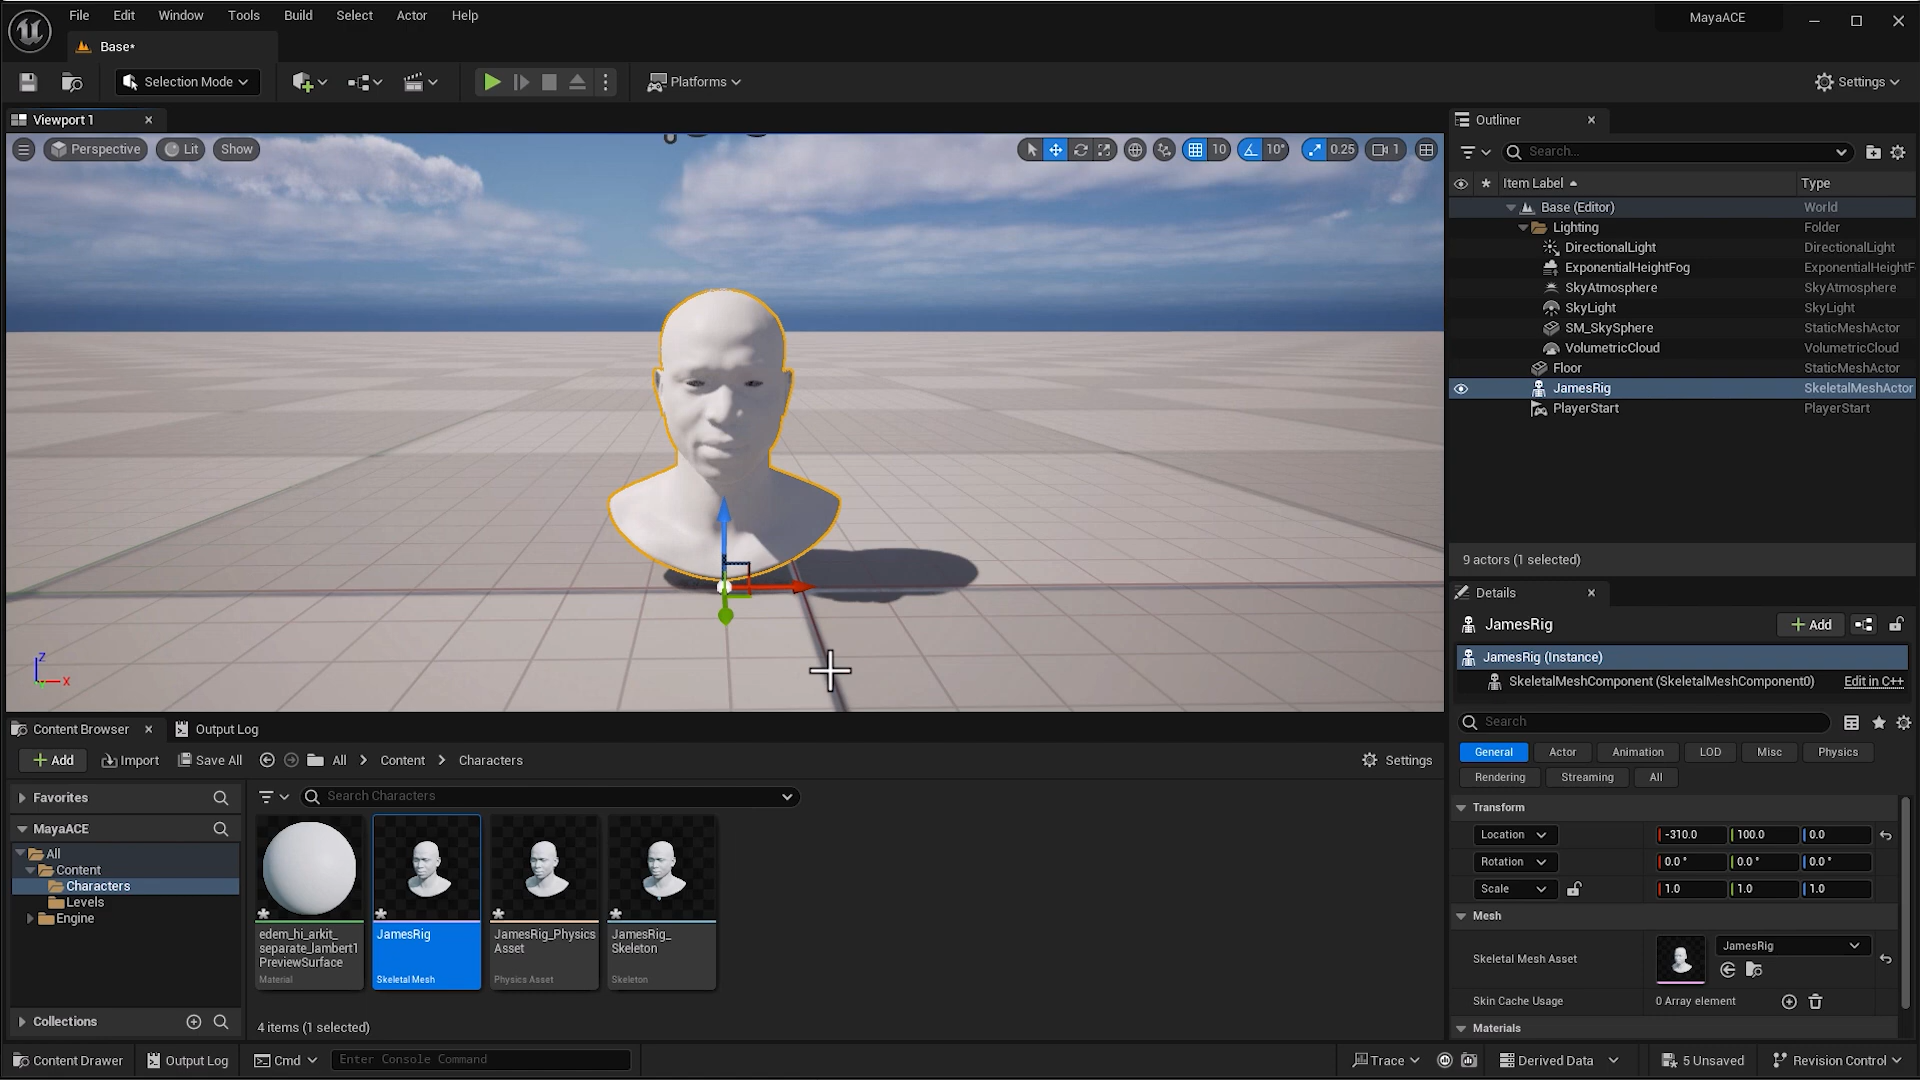 File Edit Window Tools Build Select Actor Help
MayaACE
Base*
Selection Mode
Platforms
Settings
Viewport 1
Perspective Lit Show
10 10° 0.25 1
Z
X
Outliner
Search...
Item Label Type
Base (Editor) World
Lighting Folder
DirectionalLight DirectionalLight
ExponentialHeightFog ExponentialHeightF
SkyAtmosphere SkyAtmosphere
SkyLight SkyLight
SM_SkySphere StaticMeshActor
VolumetricCloud VolumetricCloud
Floor StaticMeshActor
JamesRig SkeletalMeshActor
PlayerStart PlayerStart
9 actors (1 selected)
Details
JamesRig
Add
JamesRig (Instance)
SkeletalMeshComponent (SkeletalMeshComponent0) Edit in C++
Search
General Actor Animation LOD Misc Physics
Rendering Streaming All
Transform
Location -310.0 100.0 0.0
Rotation 0.0° 0.0° 0.0°
Scale 1.0 1.0 1.0
Mesh
Skeletal Mesh Asset
JamesRig
Skin Cache Usage 0 Array element
Materials
Content Browser Output Log
Add Import Save All All > Content > Characters
Settings
Favorites
MayaACE
All
Content
Characters
Levels
Engine
Collections
Search Characters
edem_hi_arkit_
separate_lambert1
PreviewSurface
Material
JamesRig
Skeletal Mesh
JamesRig_Physics
Asset
Physics Asset
JamesRig_
Skeleton
Skeleton
4 items (1 selected)
Content Drawer Output Log Cmd Enter Console Command
Trace Derived Data 5 Unsaved Revision Control